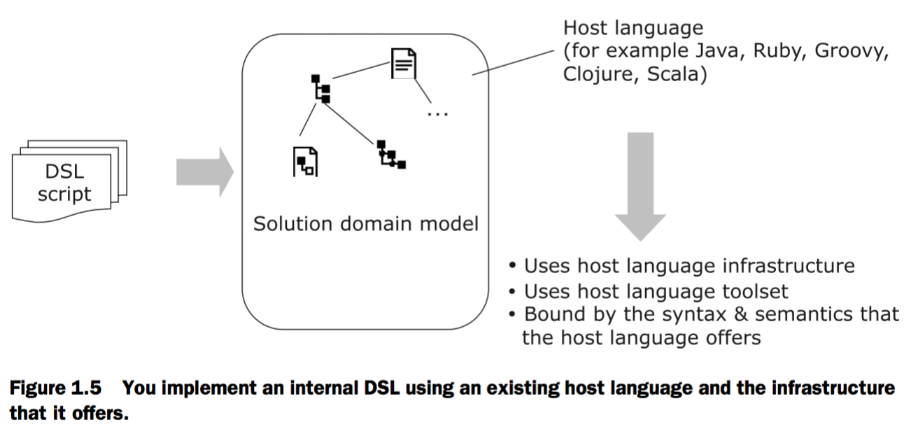 Host language
(for example Java, Ruby, Groovy,
Clojure, Scala)
DSL
script
...
Solution domain model
• Uses host language infrastructure
• Uses host language toolset
• Bound by the syntax & semantics that
the host language offers
Figure 1.5 You implement an internal DSL using an existing host language and the infrastructure
that it offers.